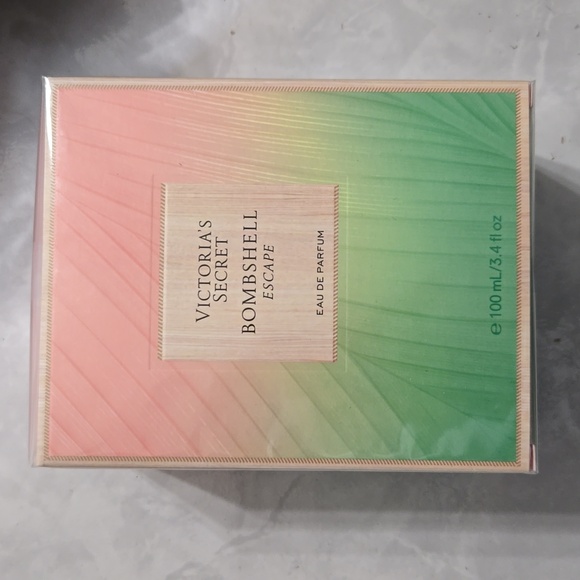 VICTORIA'S
SECRET
BOMBSHELL
ESCAPE
EAU DE PARFUM
e 100 mL/3.4 fl oz